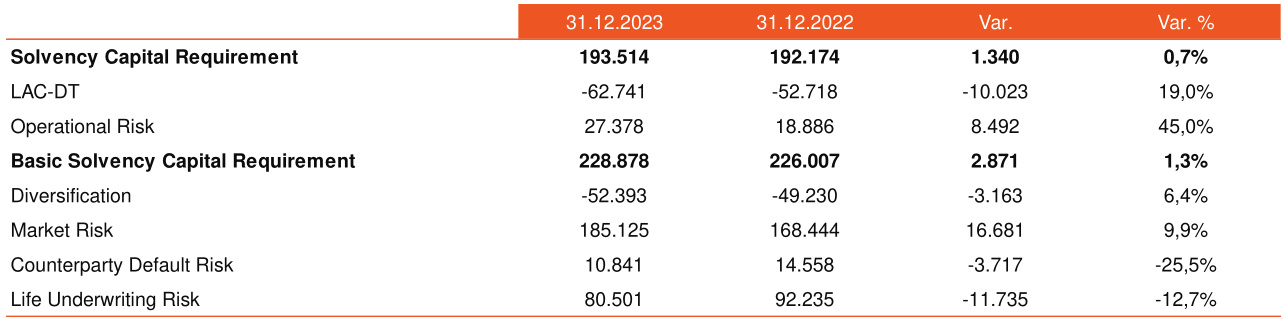 31.12.2023 31.12.2022 Var. Var. %
Solvency Capital Requirement 193.514 192.174 1.340 0,7%
LAC-DT -62.741 -52.718 -10.023 19,0%
Operational Risk 27.378 18.886 8.492 45,0%
Basic Solvency Capital Requirement 228.878 226.007 2.871 1,3%
Diversification -52.393 -49.230 -3.163 6,4%
Market Risk 185.125 168.444 16.681 9,9%
Counterparty Default Risk 10.841 14.558 -3.717 -25,5%
Life Underwriting Risk 80.501 92.235 -11.735 -12,7%